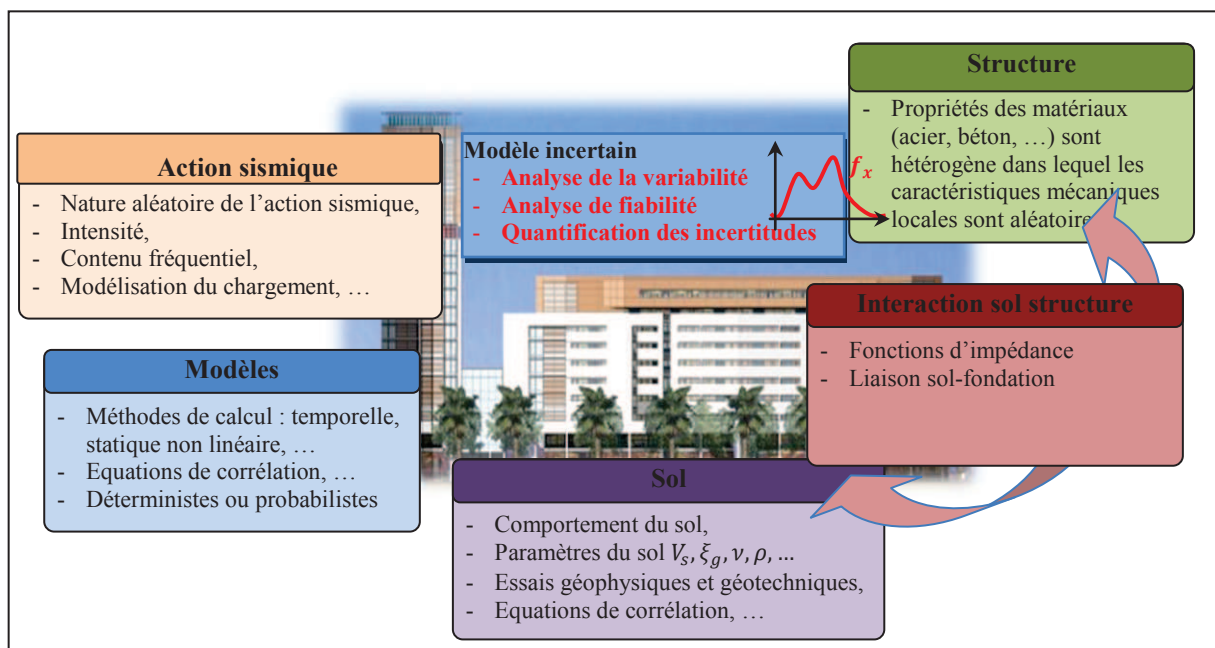 Structure
- Propriétés des matériaux
(acier, béton, …) sont
hétérogène dans lequel les
caractéristiques mécaniques
locales sont aléatoire
Action sismique
- Nature aléatoire de l'action sismique,
- Intensité,
- Contenu fréquentiel,
- Modélisation du chargement, …
Modèle incertain
- Analyse de la variabilité
- Analyse de fiabilité
- Quantification des incertitudes
f_x
Interaction sol structure
- Fonctions d'impédance
- Liaison sol-fondation
Modèles
- Méthodes de calcul : temporelle,
statique non linéaire, …
- Equations de corrélation, …
- Déterministes ou probabilistes
Sol
- Comportement du sol,
- Paramètres du sol V_s, ξ_g, ν, ρ, …
- Essais géophysiques et géotechniques,
- Equations de corrélation, …